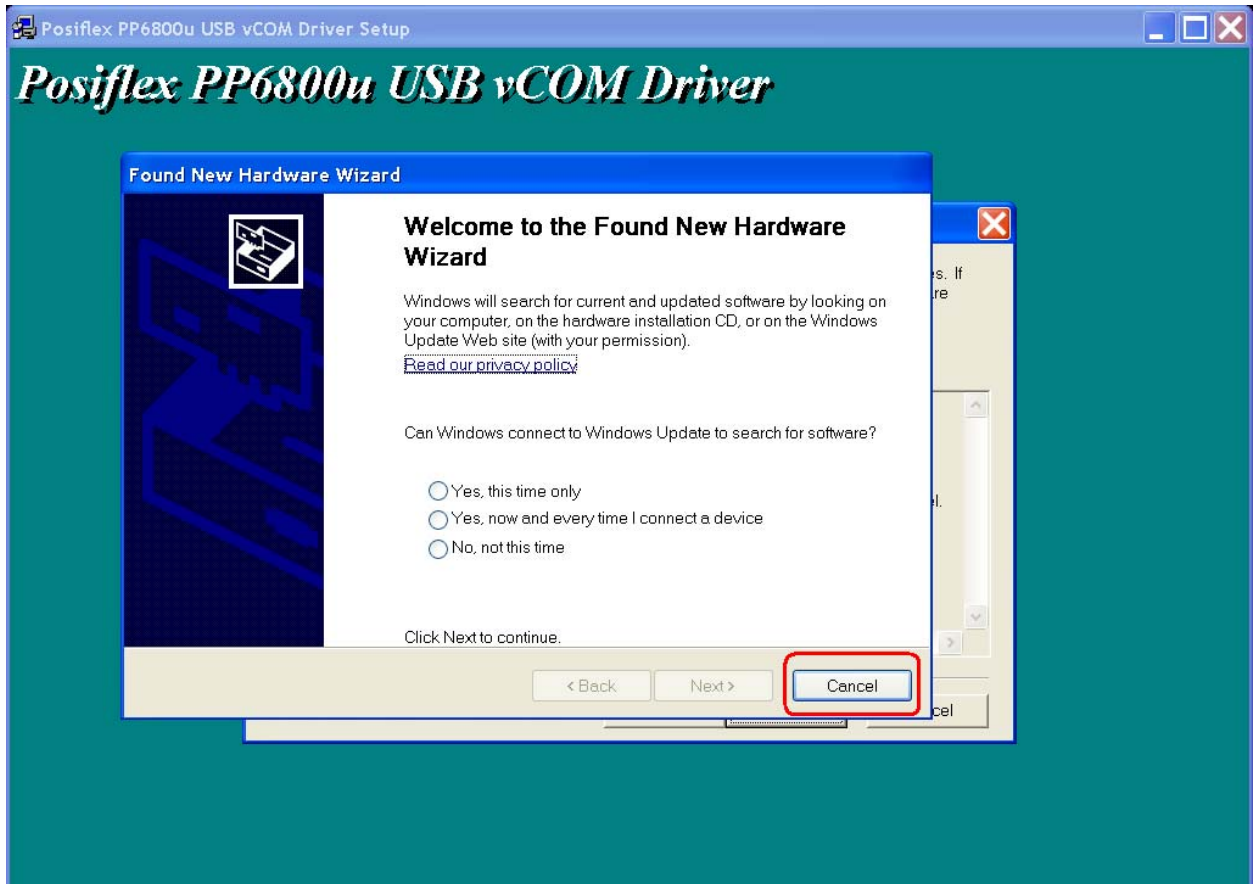 Posiflex PP6800u USB vCOM Driver Setup
Posiflex PP6800u USB vCOM Driver
Found New Hardware Wizard
Welcome to the Found New Hardware
Wizard
Windows will search for current and updated software by looking on
your computer, on the hardware installation CD, or on the Windows
Update Web site (with your permission).
Read our privacy policy
Can Windows connect to Windows Update to search for software?
Yes, this time only
Yes, now and every time I connect a device
No, not this time
Click Next to continue.
< Back
Next >
Cancel
If